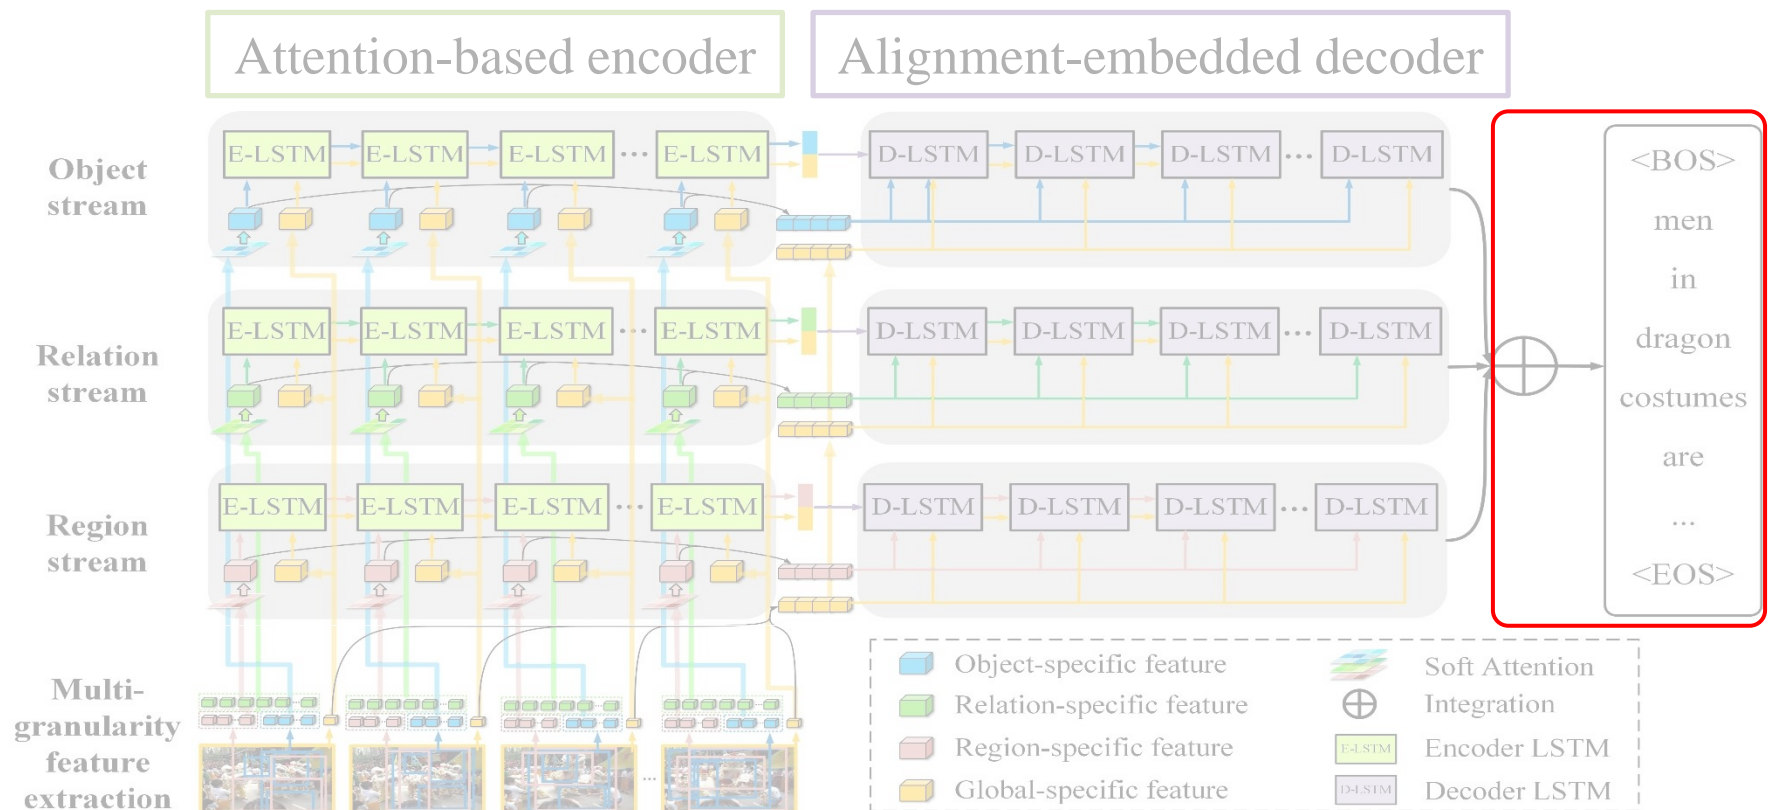 Attention-based encoder
Alignment-embedded decoder
Object
stream
E-LSTM
E-LSTM
E-LSTM
...
E-LSTM
D-LSTM
D-LSTM
D-LSTM
...
D-LSTM
Relation
stream
E-LSTM
E-LSTM
E-LSTM
...
E-LSTM
D-LSTM
D-LSTM
D-LSTM
...
D-LSTM
Region
stream
E-LSTM
E-LSTM
E-LSTM
...
E-LSTM
D-LSTM
D-LSTM
D-LSTM
...
D-LSTM
<BOS>
men
in
dragon
costumes
are
...
<EOS>
Multi-
granularity
feature
extraction
...
Object-specific feature
Relation-specific feature
Region-specific feature
Global-specific feature
Soft Attention
Integration
E-LSTM
Encoder LSTM
D-LSTM
Decoder LSTM